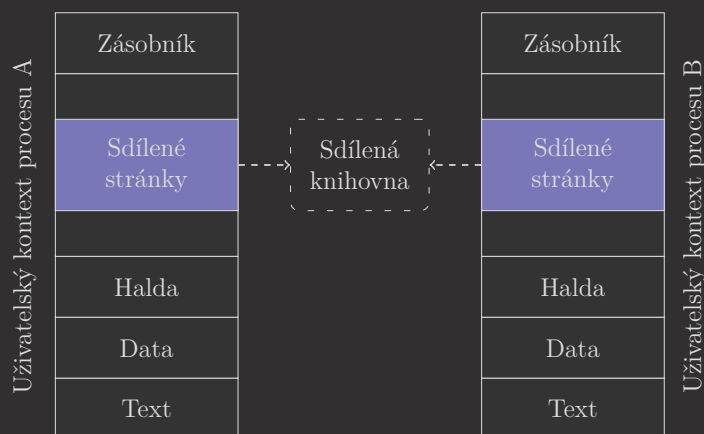 Uživatelský kontext procesu A
Zásobník
Sdílené
stránky
Halda
Data
Text
Sdílená
knihovna
Zásobník
Sdílené
stránky
Halda
Data
Text
Uživatelský kontext procesu B